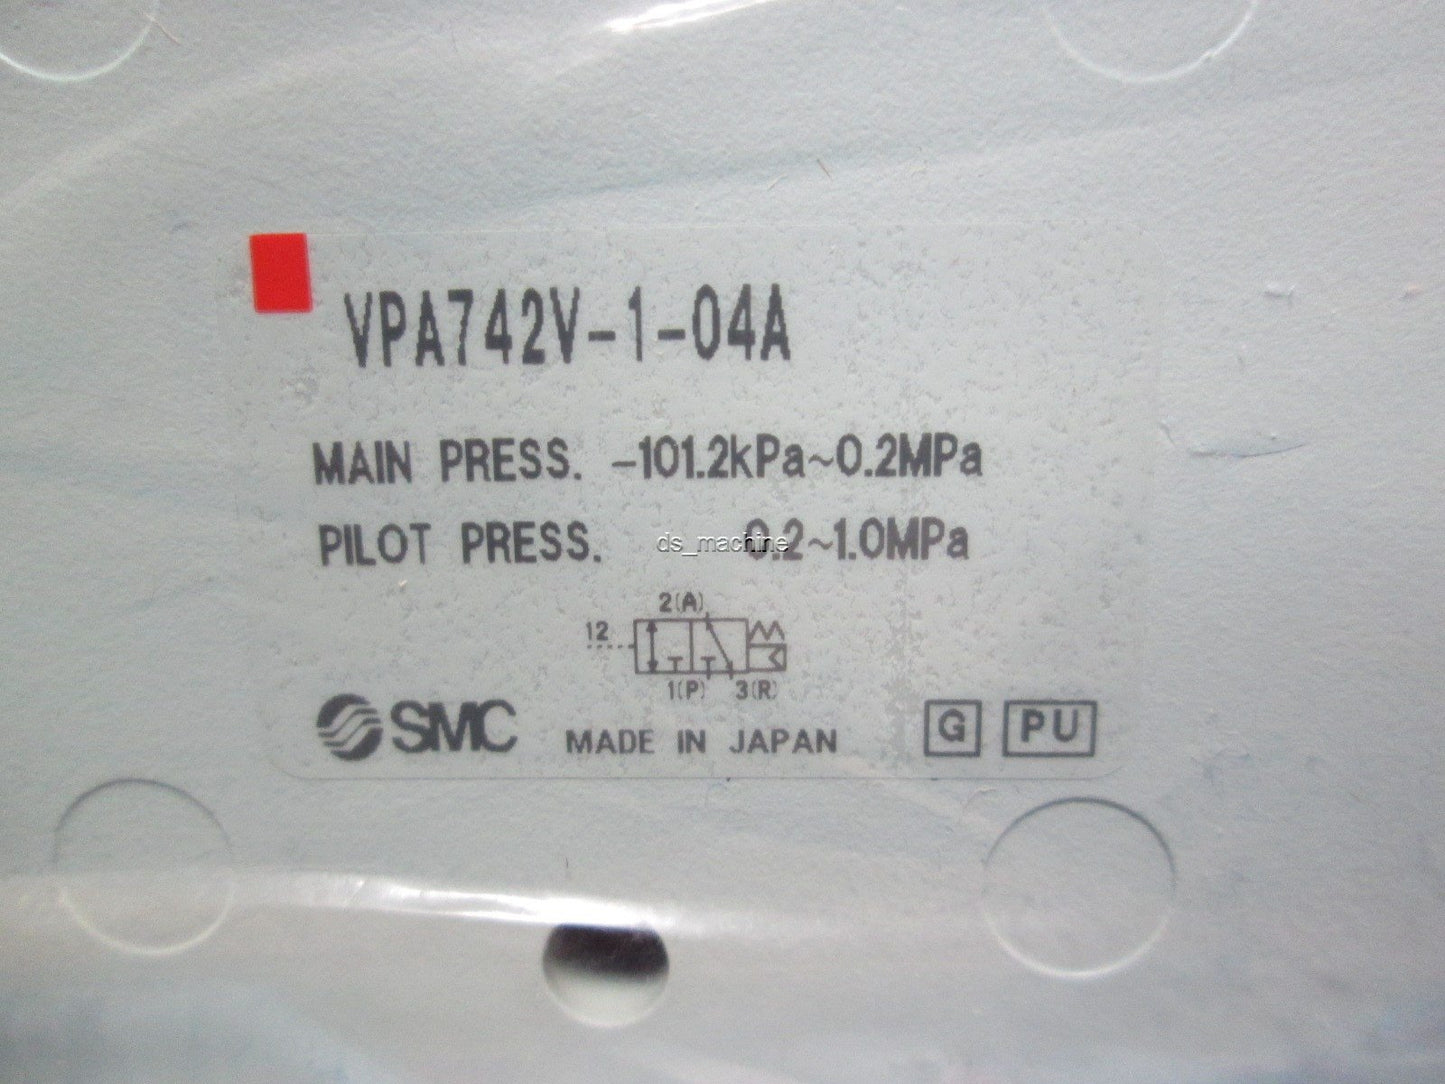 VPA742V-1-04A
MAIN PRESS. -101.2kPa~0.2MPa
PILOT PRESS. 0.2~1.0MPa
ds_machine
2(A)
12
1(P) 3(R)
SMC MADE IN JAPAN G PU